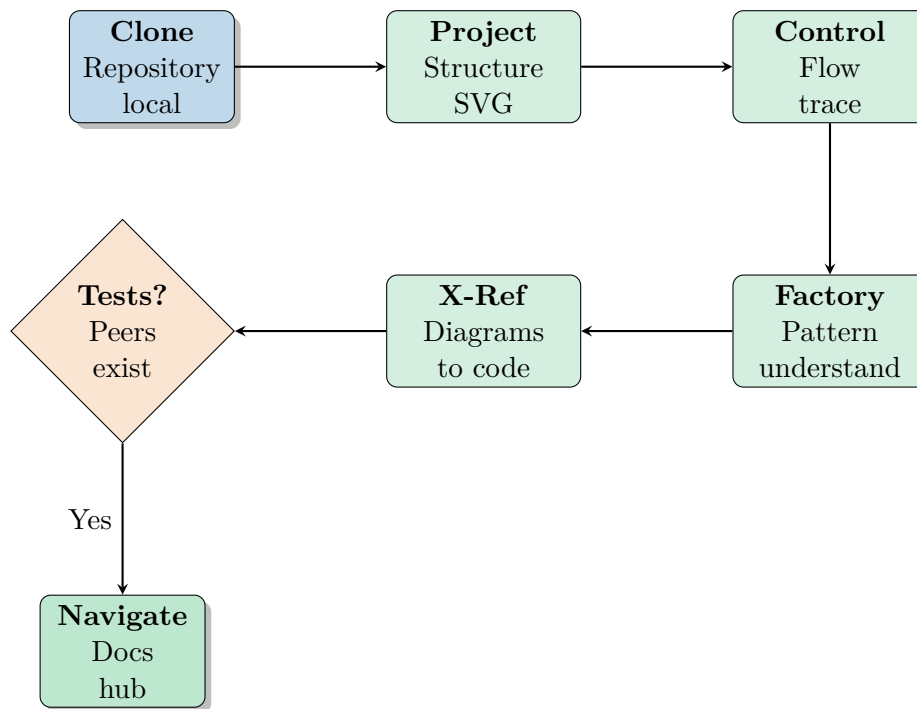 Clone
Repository
local
Project
Structure
SVG
Control
Flow
trace
Tests?
Peers
exist
X-Ref
Diagrams
to code
Factory
Pattern
understand
Yes
Navigate
Docs
hub